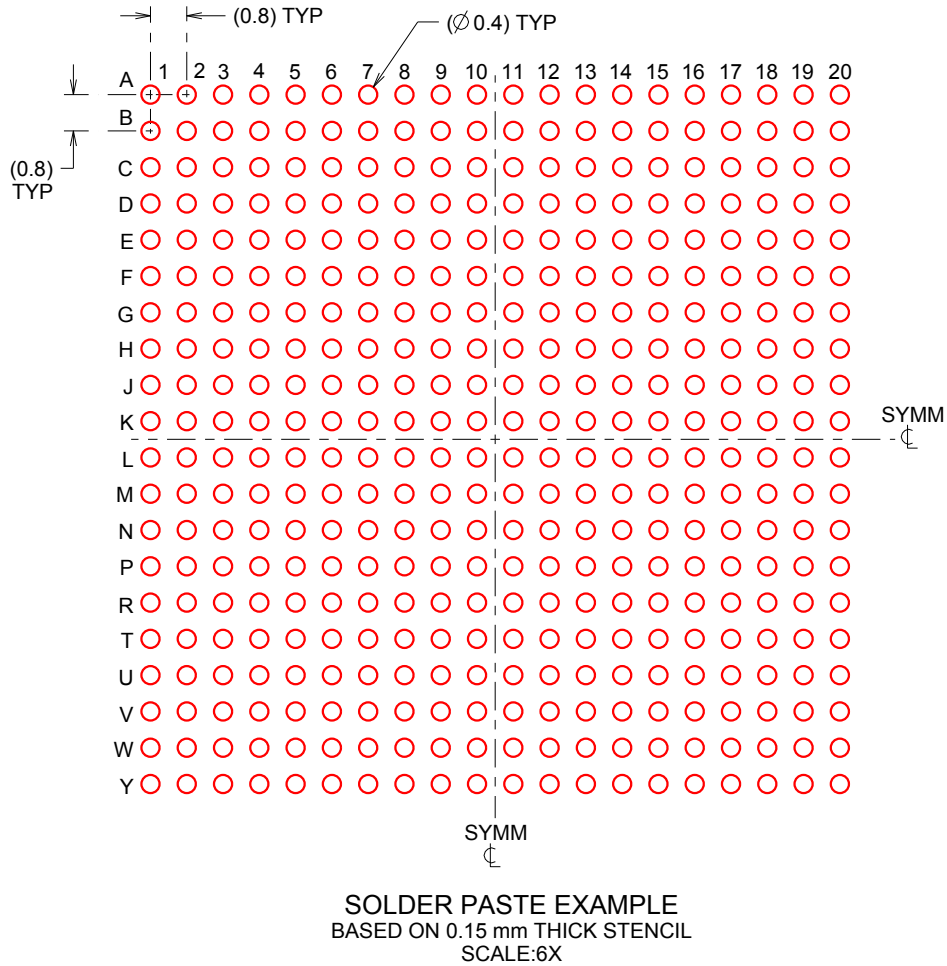 (0.8) TYP
(⌀ 0.4) TYP
1 2 3 4 5 6 7 8 9 10 11 12 13 14 15 16 17 18 19 20
A
B
(0.8)
TYP
C
D
E
F
G
H
J
K
SYMM
℄
L
M
N
P
R
T
U
V
W
Y
SYMM
℄
SOLDER PASTE EXAMPLE
BASED ON 0.15 mm THICK STENCIL
SCALE:6X